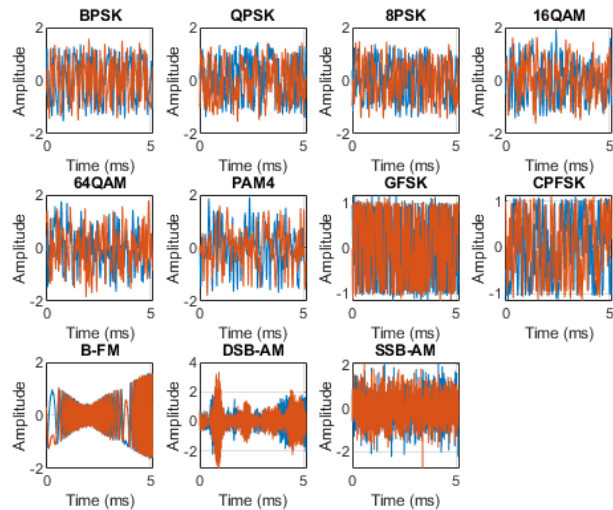 BPSK
2
0
-2
Amplitude
0 5
Time (ms)
QPSK
2
0
-2
Amplitude
0 5
Time (ms)
8PSK
2
0
-2
Amplitude
0 5
Time (ms)
16QAM
2
0
-2
Amplitude
0 5
Time (ms)
64QAM
2
0
-2
Amplitude
0 5
Time (ms)
PAM4
2
0
-2
Amplitude
0 5
Time (ms)
GFSK
1
0
-1
Amplitude
0 5
Time (ms)
CPFSK
1
0
-1
Amplitude
0 5
Time (ms)
B-FM
2
0
-2
Amplitude
0 5
Time (ms)
DSB-AM
4
2
0
-2
Amplitude
0 5
Time (ms)
SSB-AM
2
0
-2
Amplitude
0 5
Time (ms)